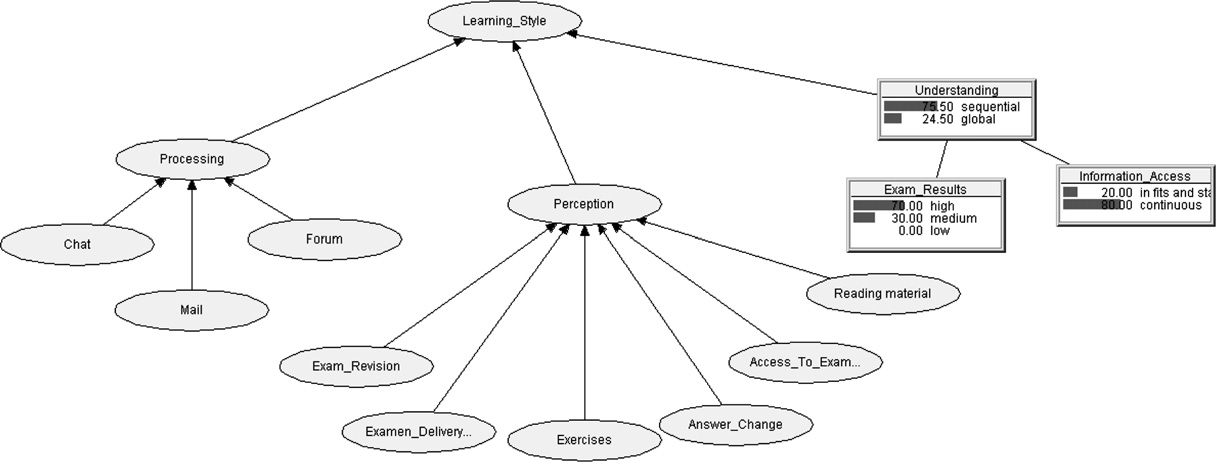 Learning_Style
Understanding
75.50 sequential
24.50 global
Processing
Information_Access
20.00 in fits and sta
80.00 continuous
Exam_Results
70.00 high
30.00 medium
0.00 low
Perception
Chat
Forum
Mail
Reading material
Exam_Revision
Access_To_Exam...
Examen_Delivery...
Exercises
Answer_Change